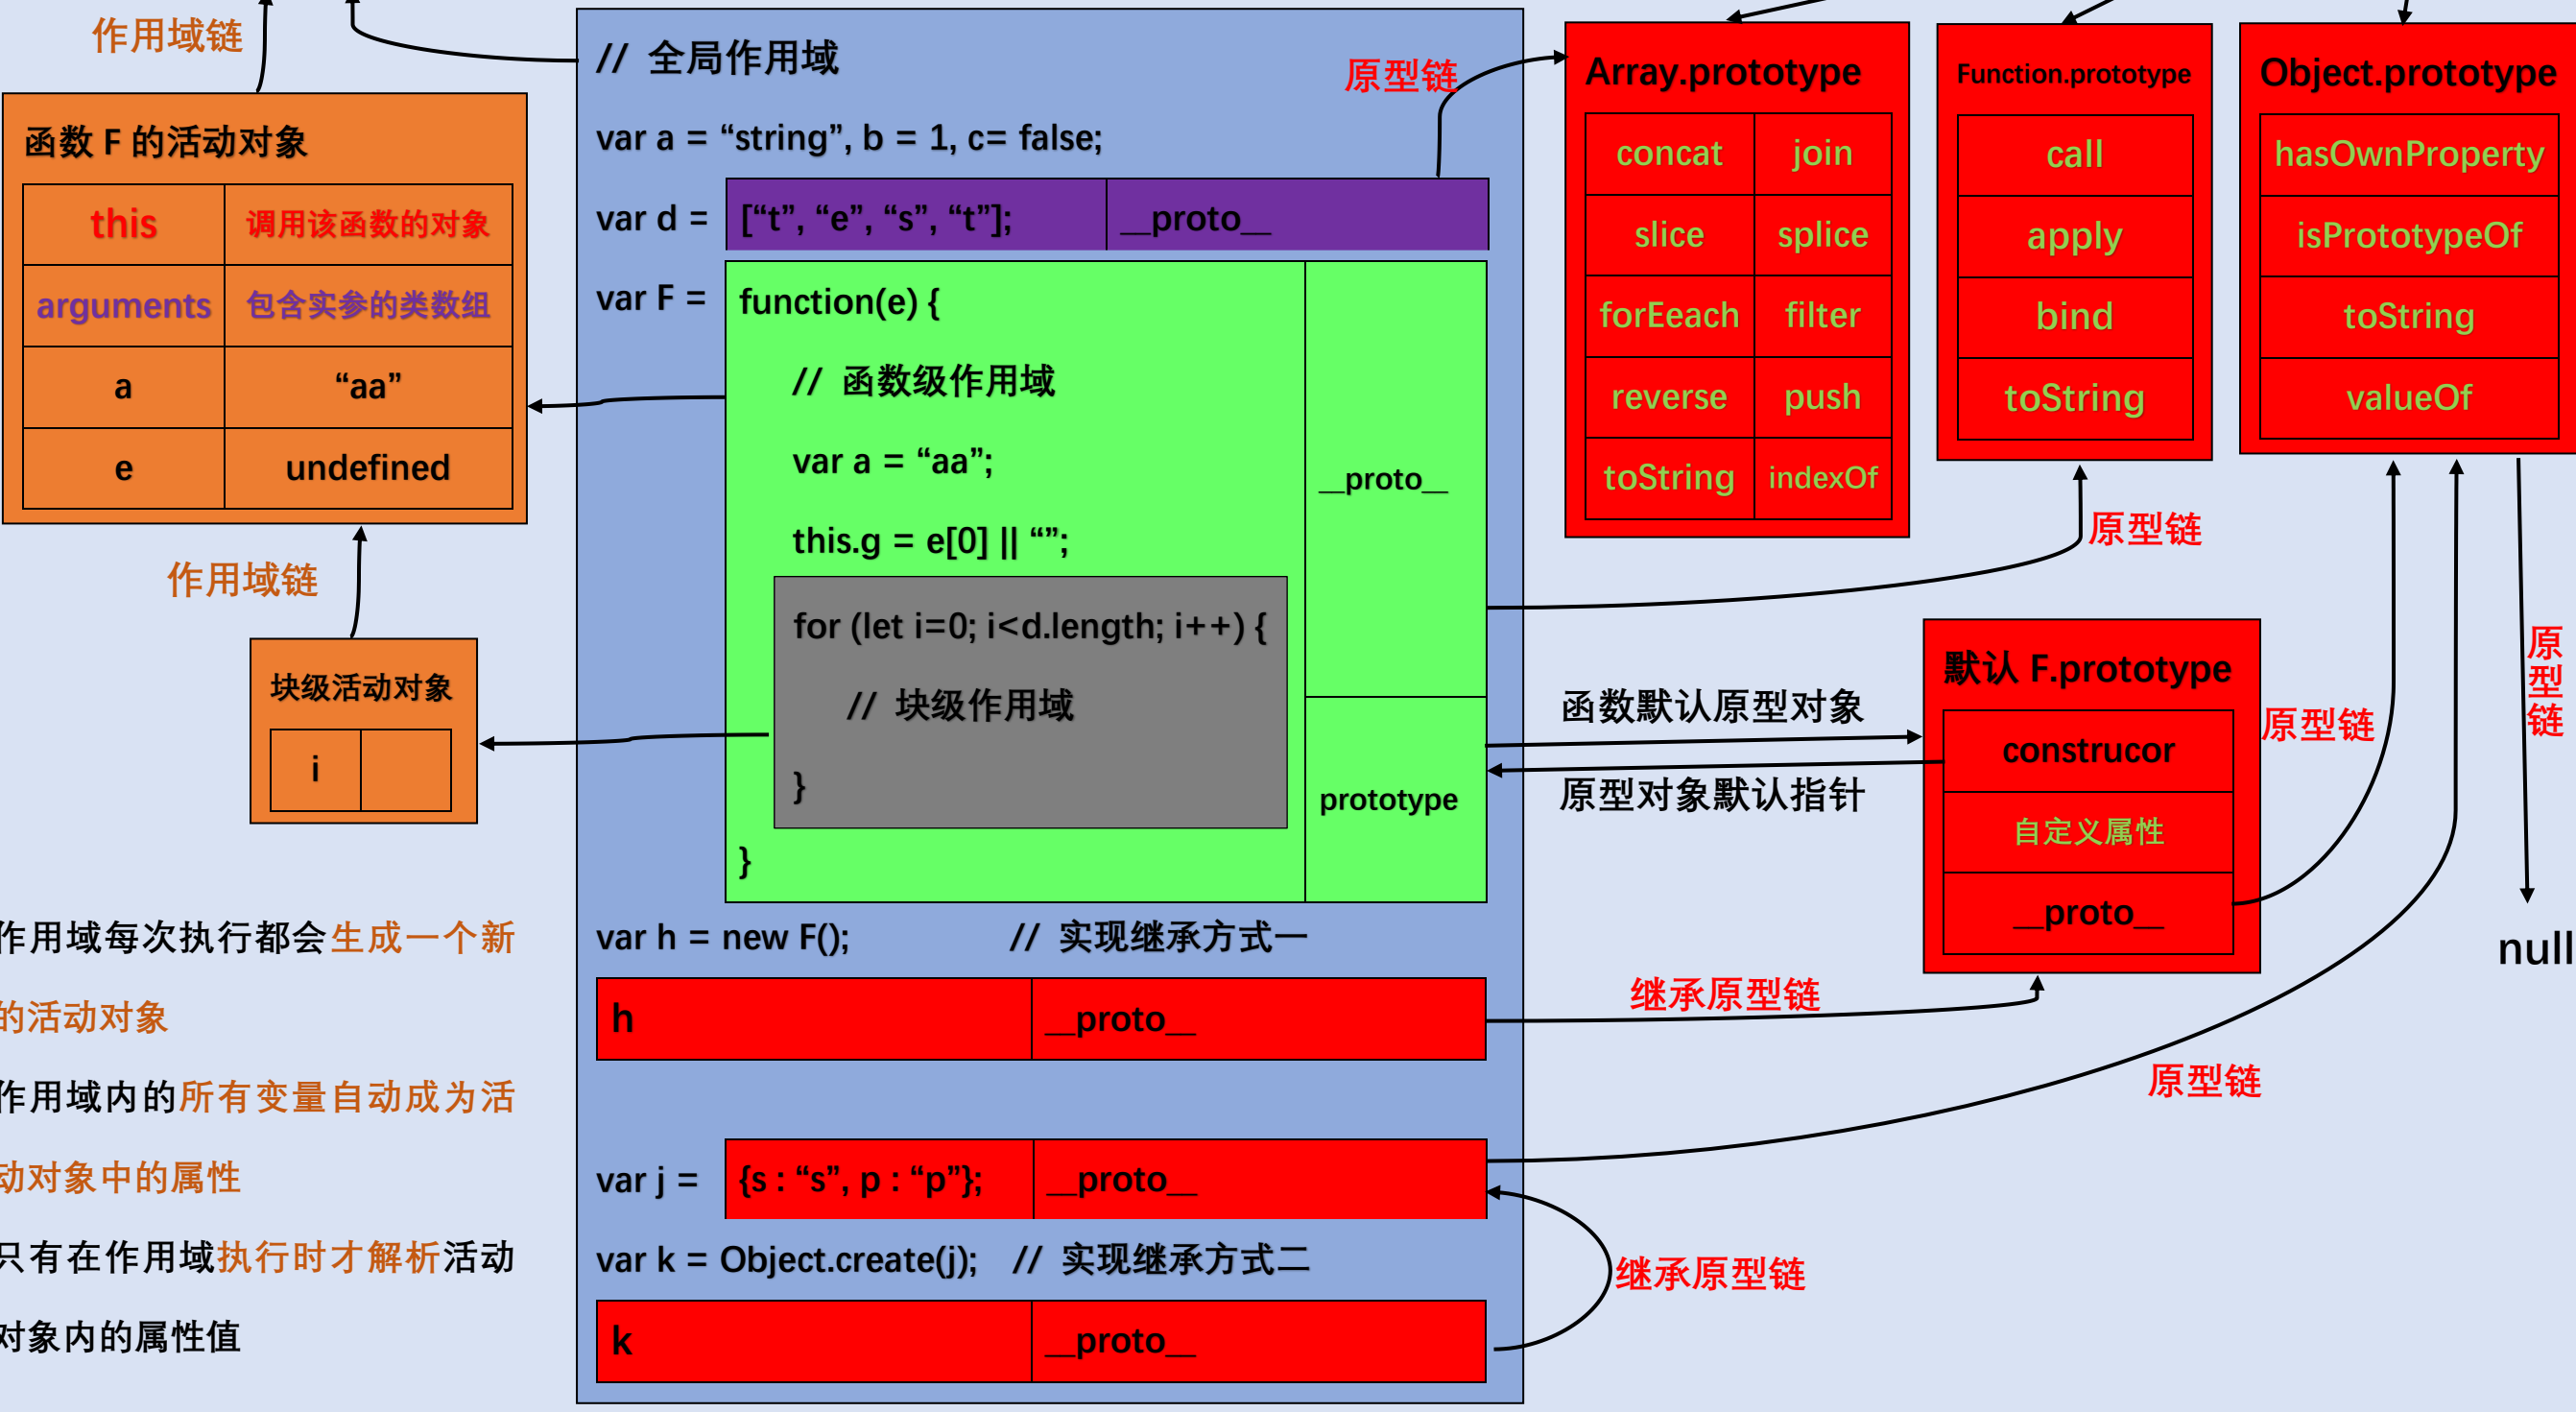 作用域链
函数 F 的活动对象
this 调用该函数的对象
arguments 包含实参的类数组
a “aa”
e undefined
作用域链
块级活动对象
i
作用域每次执行都会生成一个新
的活动对象
作用域内的所有变量自动成为活
动对象中的属性
只有在作用域执行时才解析活动
对象内的属性值
// 全局作用域
var a = “string”, b = 1, c= false;
var d = [“t”, “e”, “s”, “t”]; __proto__
var F = function(e) {
// 函数级作用域
var a = “aa”;
this.g = e[0] || “”;
for (let i=0; i<d.length; i++) {
// 块级作用域
}
}
__proto__
prototype
var h = new F(); // 实现继承方式一
h __proto__
var j = {s : “s”, p : “p”}; __proto__
var k = Object.create(j); // 实现继承方式二
k __proto__
原型链
Array.prototype
concat join
slice splice
forEeach filter
reverse push
toString indexOf
Function.prototype
call
apply
bind
toString
Object.prototype
hasOwnProperty
isPrototypeOf
toString
valueOf
原型链
函数默认原型对象
原型对象默认指针
默认 F.prototype
construcor
自定义属性
__proto__
原型链
原
型
链
null
继承原型链
原型链
继承原型链